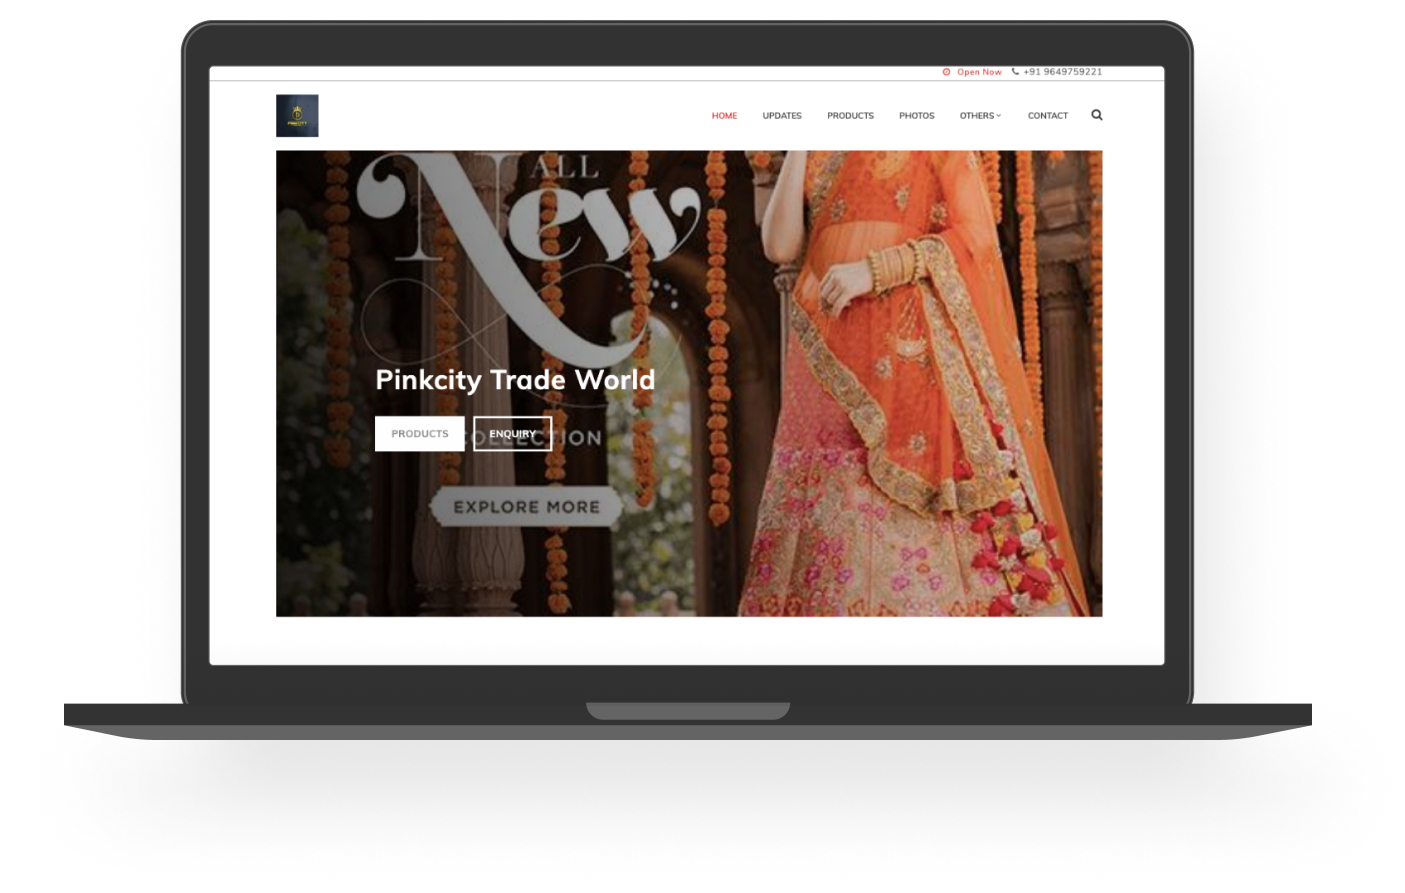 Open Now +91 9649759221
HOME UPDATES PRODUCTS PHOTOS OTHERS CONTACT
ALL
New
Pinkcity Trade World
PRODUCTS ENQUIRY
COLLECTION
EXPLORE MORE